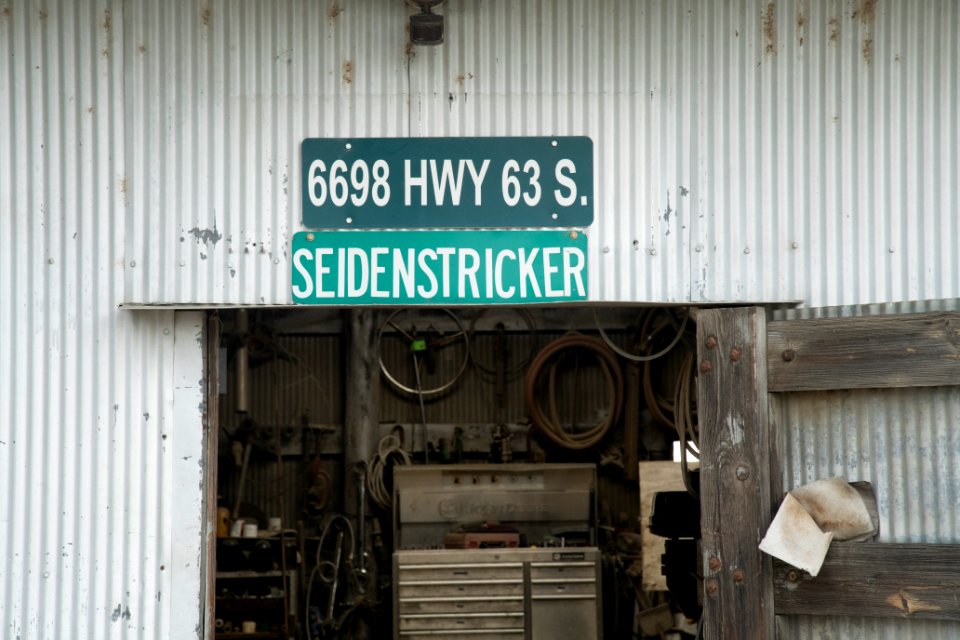 6698 HWY 63 S.
SEIDENSTRICKER